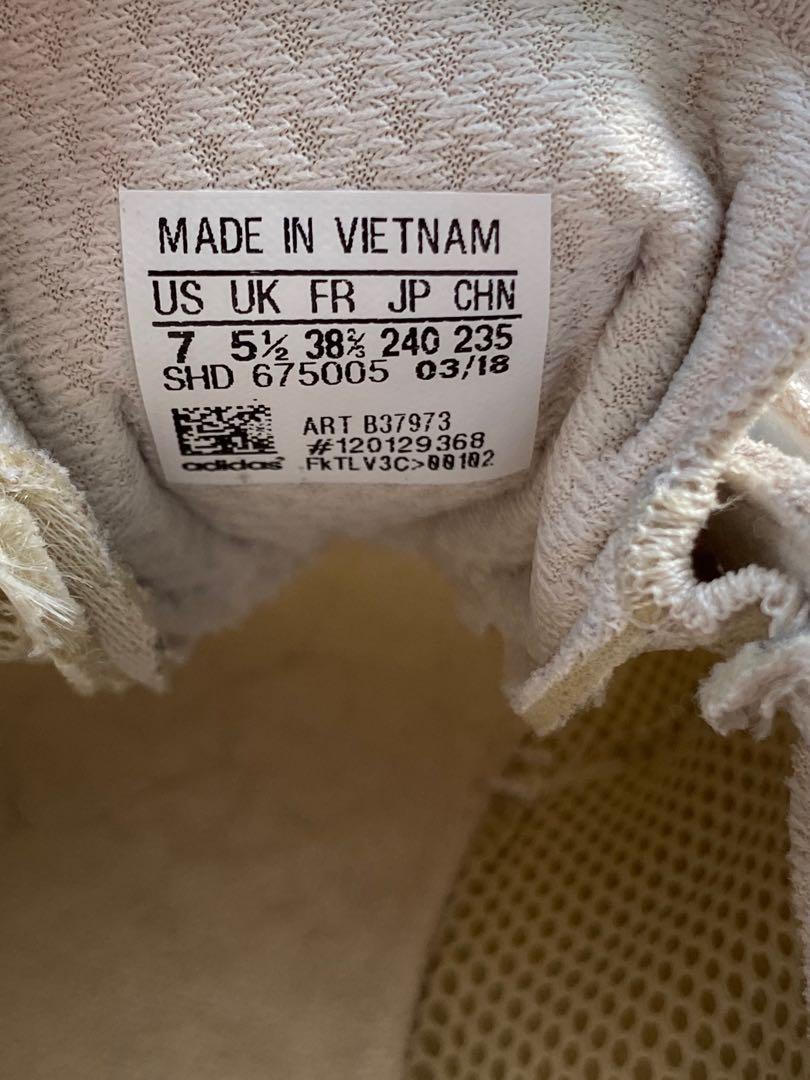 MADE IN VIETNAM
US UK FR JP CHN
7 5½ 38⅔ 240 235
SHD 675005 03/18
ART B37973
#120129368
adidas FkTLV3C>00102